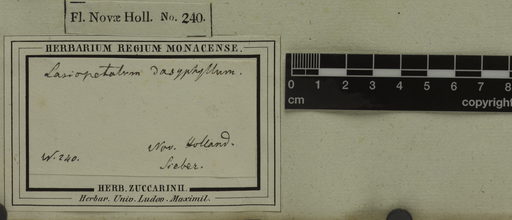 Fl. Novæ Holl. No. 240.
HERBARIUM REGIUM MONACENSE.
Lasiopetalum dasyphyllum.
Nov. Holland.
W. 240.
Sieber.
HERB. ZUCCARINII.
Herbar. Univ. Ludov. Maximil.
0 1 2 3 4 5 6 7 8
cm
copyright